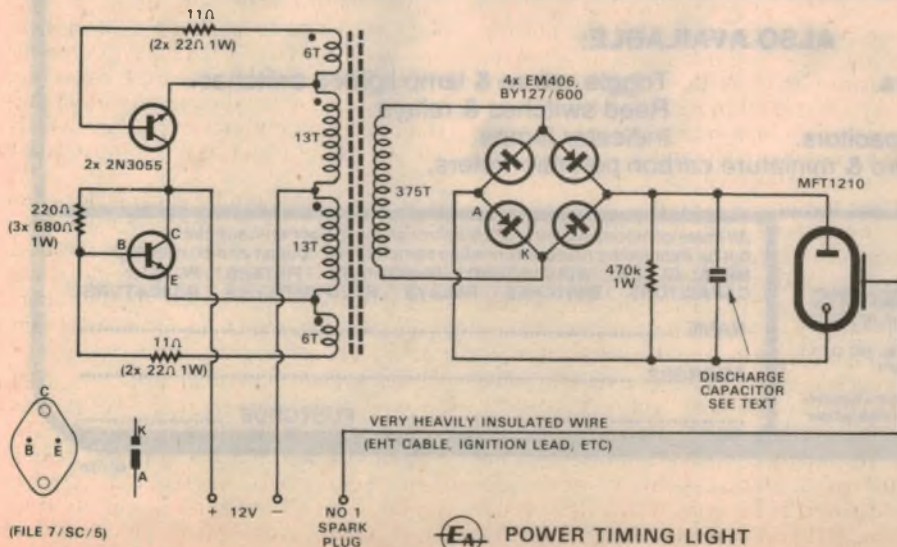 ALSO AVAILABLE:
11Ω
(2x 22Ω 1W)
6T
4x EM406,
BY127/600
13T
2x 2N3055
375T
MFT1210
220Ω
(3x 680Ω
1W)
C
B
E
13T
A
K
470k
1W
6T
11Ω
(2x 22Ω 1W)
DISCHARGE
CAPACITOR
SEE TEXT
C
B E
K
A
VERY HEAVILY INSULATED WIRE
(EHT CABLE, IGNITION LEAD, ETC)
+ 12V −
NO 1
SPARK
PLUG
(FILE 7/SC/5)
EA POWER TIMING LIGHT